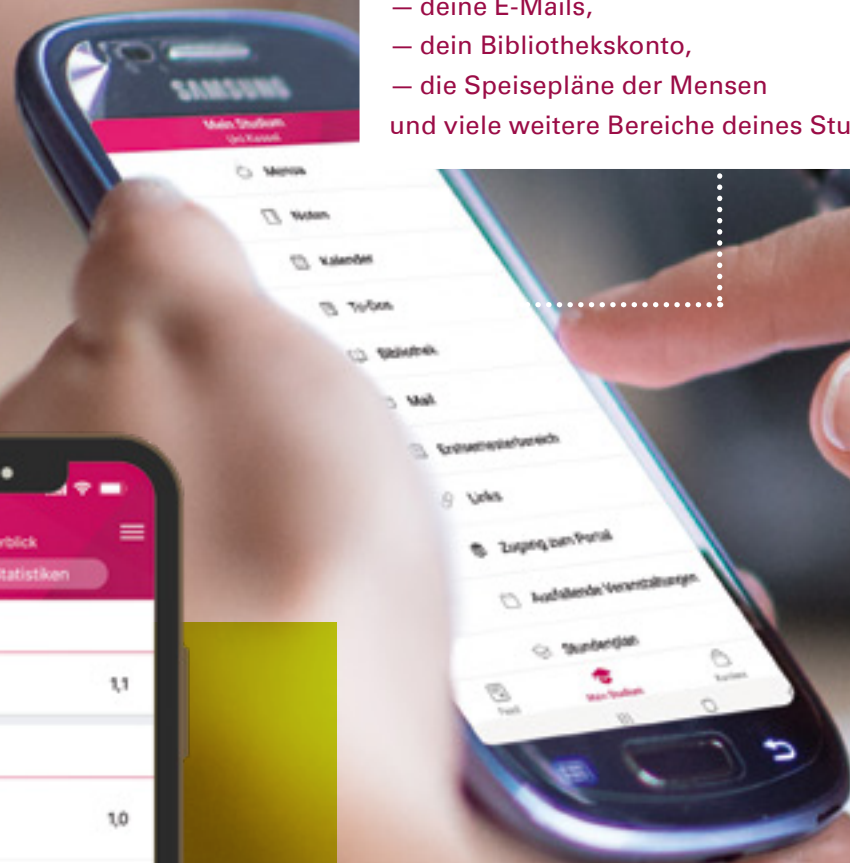 — deine E-Mails,
— dein Bibliothekskonto,
— die Speisepläne der Mensen
und viele weitere Bereiche deines Stu
SAMSUNG
Mein Studium
Uni Kassel
Mensa
Noten
Kalender
To-Dos
Bibliothek
Mail
Erstsemesterbereich
Links
Zugang zum Portal
Ausfallende Veranstaltungen
Stundenplan
Feed
Mein Studium
rblick
tatistiken
1,1
1,0